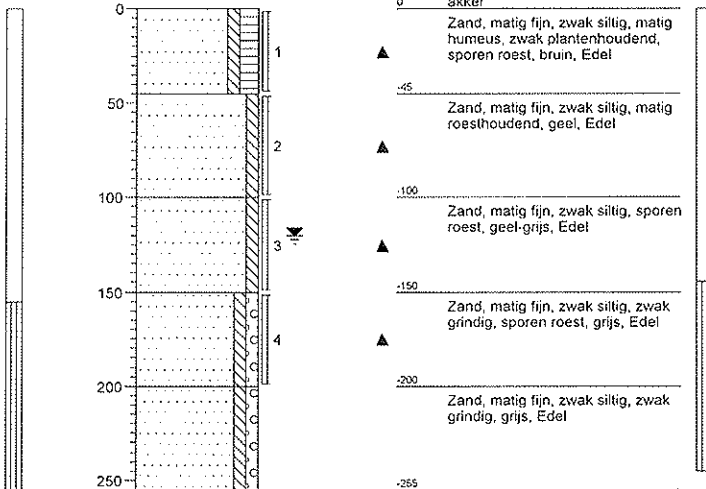 0
50
100
150
200
250
1
2
3
4
0 akker
Zand, matig fijn, zwak siltig, matig
humeus, zwak plantenhoudend,
sporen roest, bruin, Edel
-45
Zand, matig fijn, zwak siltig, matig
roesthoudend, geel, Edel
-100
Zand, matig fijn, zwak siltig, sporen
roest, geel-grijs, Edel
-150
Zand, matig fijn, zwak siltig, zwak
grindig, sporen roest, grijs, Edel
-200
Zand, matig fijn, zwak siltig, zwak
grindig, grijs, Edel
-255